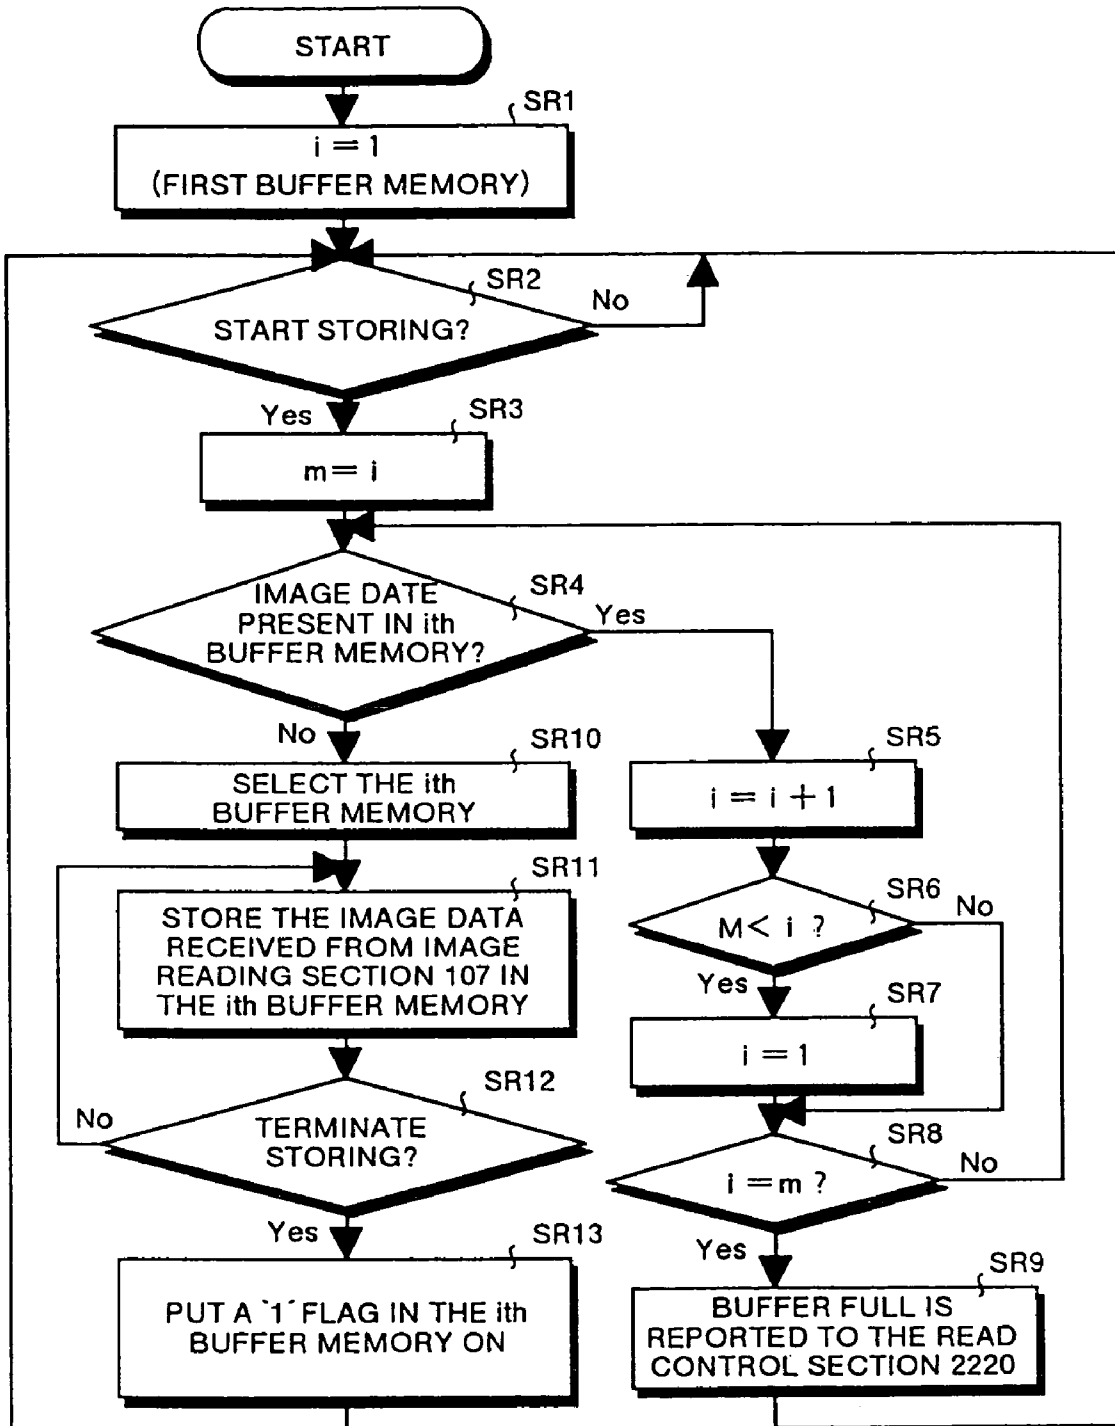 START
SR1
i = 1
(FIRST BUFFER MEMORY)
SR2
START STORING?
No
Yes
SR3
m = i
SR4
IMAGE DATE
PRESENT IN ith
BUFFER MEMORY?
Yes
No
SR10
SELECT THE ith
BUFFER MEMORY
SR5
i = i + 1
SR11
STORE THE IMAGE DATA
RECEIVED FROM IMAGE
READING SECTION 107 IN
THE ith BUFFER MEMORY
SR6
M < i ?
No
Yes
SR7
i = 1
SR12
TERMINATE
STORING?
No
Yes
SR8
i = m ?
No
Yes
SR13
PUT A `1´ FLAG IN THE ith
BUFFER MEMORY ON
SR9
BUFFER FULL IS
REPORTED TO THE READ
CONTROL SECTION 2220